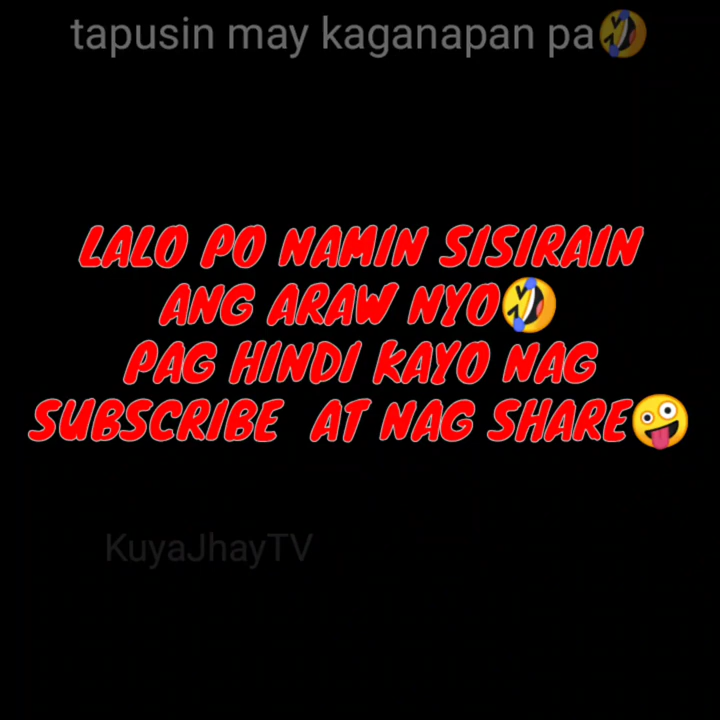 tapusin may kaganapan pa🤣
LALO PO NAMIN SISIRAIN
ANG ARAW NYO🤣
PAG HINDI KAYO NAG
SUBSCRIBE AT NAG SHARE🤪
KuyaJhayTV